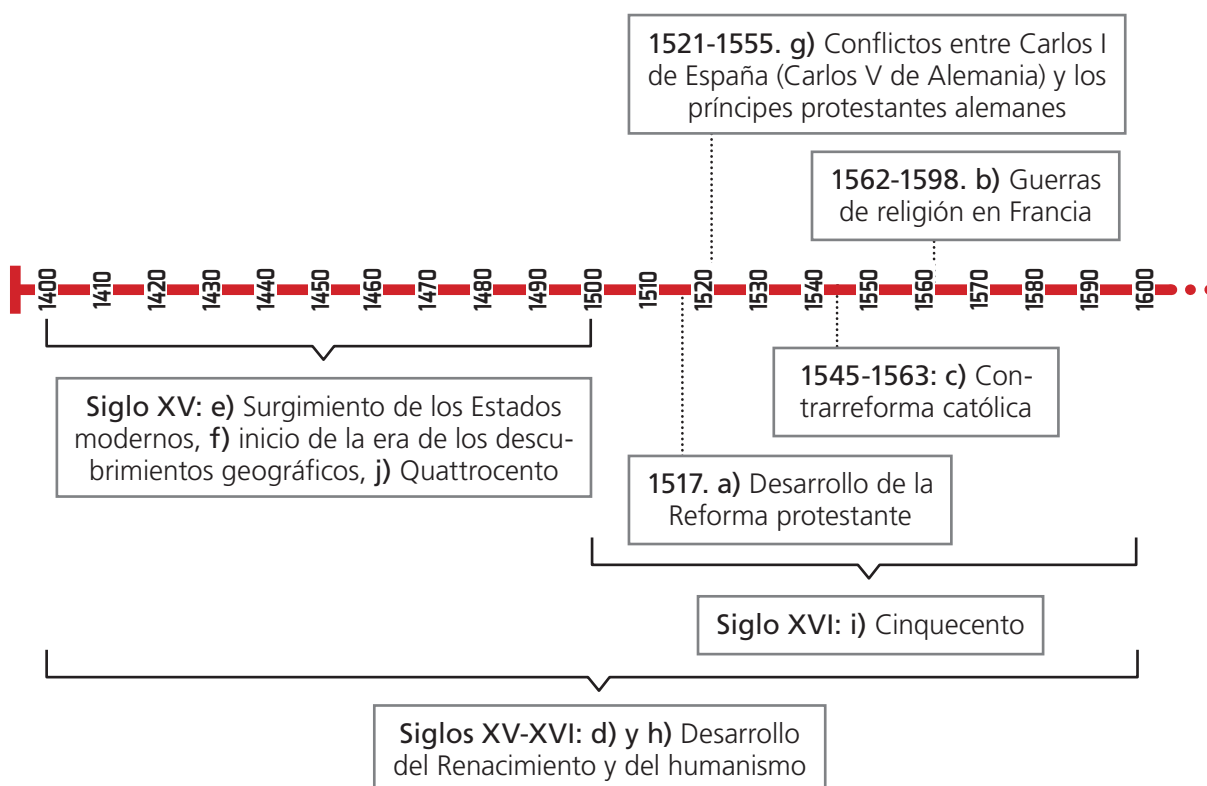 1521-1555. g) Conflictos entre Carlos I
de España (Carlos V de Alemania) y los
príncipes protestantes alemanes
1562-1598. b) Guerras
de religión en Francia
1400 1410 1420 1430 1440 1450 1460 1470 1480 1490 1500 1510 1520 1530 1540 1550 1560 1570 1580 1590 1600
Siglo XV: e) Surgimiento de los Estados
modernos, f) inicio de la era de los descu-
brimientos geográficos, j) Quattrocento
1545-1563: c) Con-
trarreforma católica
1517. a) Desarrollo de la
Reforma protestante
Siglo XVI: i) Cinquecento
Siglos XV-XVI: d) y h) Desarrollo
del Renacimiento y del humanismo